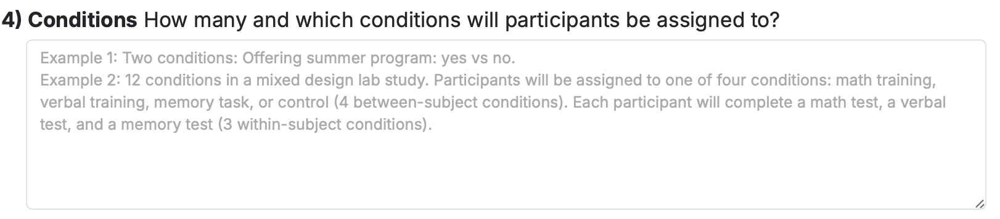 4) Conditions How many and which conditions will participants be assigned to?
Example 1: Two conditions: Offering summer program: yes vs no.
Example 2: 12 conditions in a mixed design lab study. Participants will be assigned to one of four conditions: math training,
verbal training, memory task, or control (4 between-subject conditions). Each participant will complete a math test, a verbal
test, and a memory test (3 within-subject conditions).